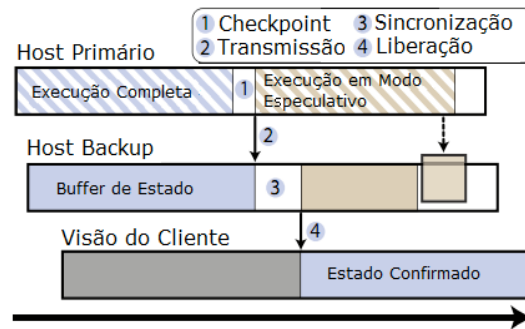 1 Checkpoint 3 Sincronização
2 Transmissão 4 Liberação
Host Primário
Execução Completa
1
Execução em Modo
Especulativo
2
Host Backup
Buffer de Estado
3
4
Visão do Cliente
Estado Confirmado